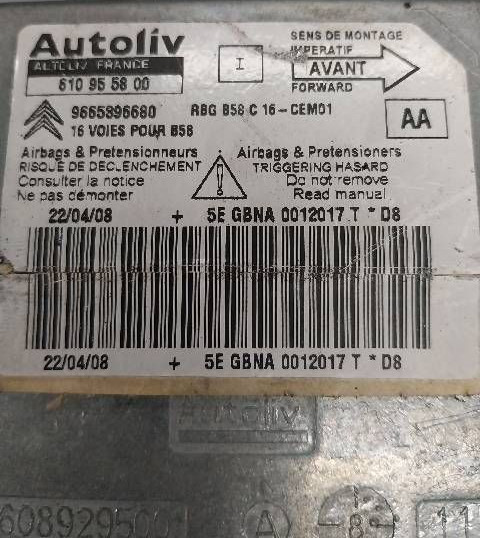 Autoliv
AUTOLIV FRANCE
610 95 58 00
I
SENS DE MONTAGE
IMPERATIF
AVANT
FORWARD
9665896680 RBG B58 C 16-CEM01
16 VOIES POUR B58
AA
Airbags & Pretensionneurs
RISQUE DE DECLENCHEMENT
Consulter la notice
Ne pas démonter
Airbags & Pretensioners
TRIGGERING HASARD
Do not remove
Read manual
22/04/08 + 5E GBNA 0012017 T * D8
22/04/08 + 5E GBNA 0012017 T * D8
Autoliv
A
11